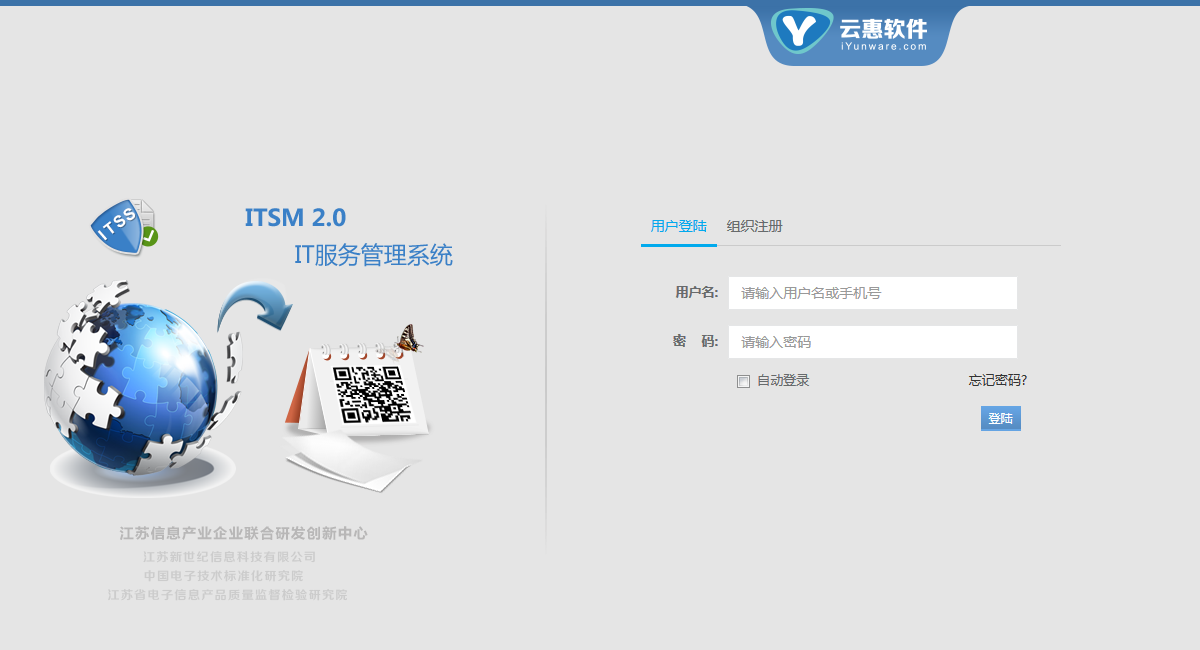 云惠软件
iYunware.com
ITSS
ITSM 2.0
IT服务管理系统
江苏信息产业企业联合研发创新中心
江苏新世纪信息科技有限公司
中国电子技术标准化研究院
江苏省电子信息产品质量监督检验研究院
用户登陆 组织注册
用户名: 请输入用户名或手机号
密 码: 请输入密码
自动登录 忘记密码?
登陆